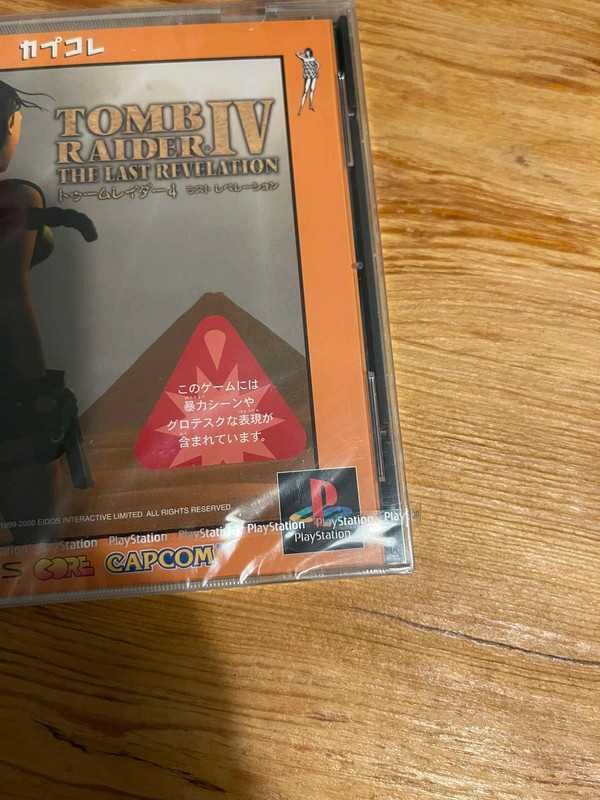 カプコレ
TOMB
RAIDER IV
THE LAST REVELATION
トゥームレイダー4 ラスト レベレーション
このゲームには
暴力シーンや
グロテスクな表現が
含まれています。
1999-2000 EIDOS INTERACTIVE LIMITED. ALL RIGHTS RESERVED.
PlayStation PlayStation PlayStation PlayStation PlayS
PlayStation
S CORE CAPCOM